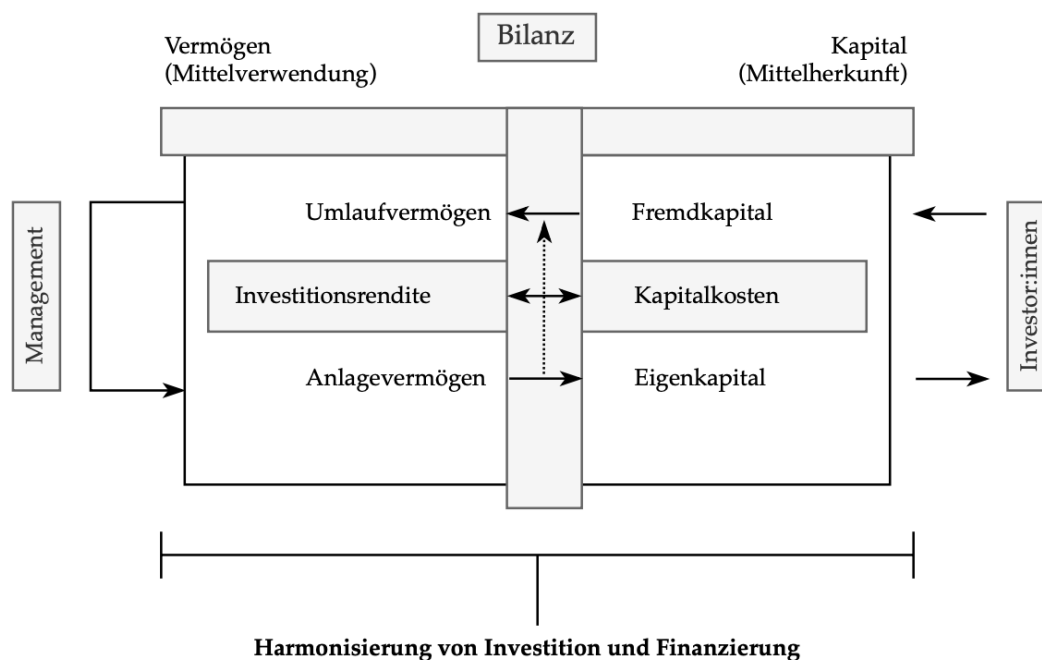 Bilanz
Vermögen
(Mittelverwendung)
Kapital
(Mittelherkunft)
Management
Umlaufvermögen
Fremdkapital
Investitionsrendite
Kapitalkosten
Anlagevermögen
Eigenkapital
Investor:innen
Harmonisierung von Investition und Finanzierung